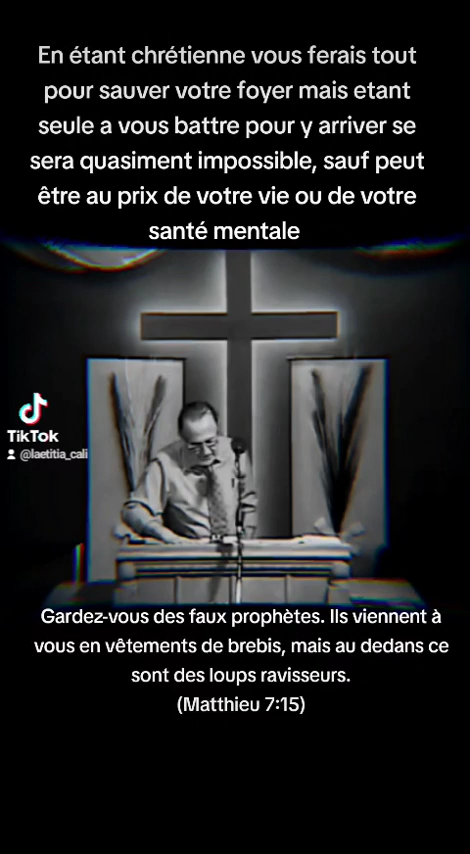 En étant chrétienne vous ferais tout
pour sauver votre foyer mais etant
seule a vous battre pour y arriver se
sera quasiment impossible, sauf peut
être au prix de votre vie ou de votre
santé mentale
TikTok
@laetitia_cali
Gardez-vous des faux prophètes. Ils viennent à
vous en vêtements de brebis, mais au dedans ce
sont des loups ravisseurs.
(Matthieu 7:15)